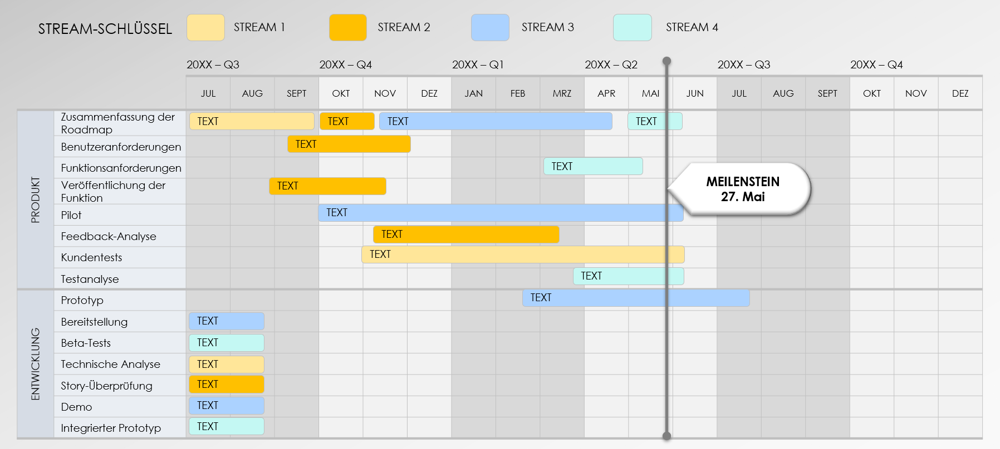 STREAM-SCHLÜSSEL STREAM 1 STREAM 2 STREAM 3 STREAM 4
20XX – Q3 20XX – Q4 20XX – Q1 20XX – Q2 20XX – Q3 20XX – Q4
JUL AUG SEPT OKT NOV DEZ JAN FEB MRZ APR MAI JUN JUL AUG SEPT OKT NOV DEZ
PRODUKT
Zusammenfassung der
Roadmap
TEXT TEXT TEXT TEXT
Benutzeranforderungen TEXT
Funktionsanforderungen TEXT
Veröffentlichung der
Funktion
TEXT
MEILENSTEIN
27. Mai
Pilot TEXT
Feedback-Analyse TEXT
Kundentests TEXT
Testanalyse TEXT
ENTWICKLUNG
Prototyp TEXT
Bereitstellung TEXT
Beta-Tests TEXT
Technische Analyse TEXT
Story-Überprüfung TEXT
Demo TEXT
Integrierter Prototyp TEXT